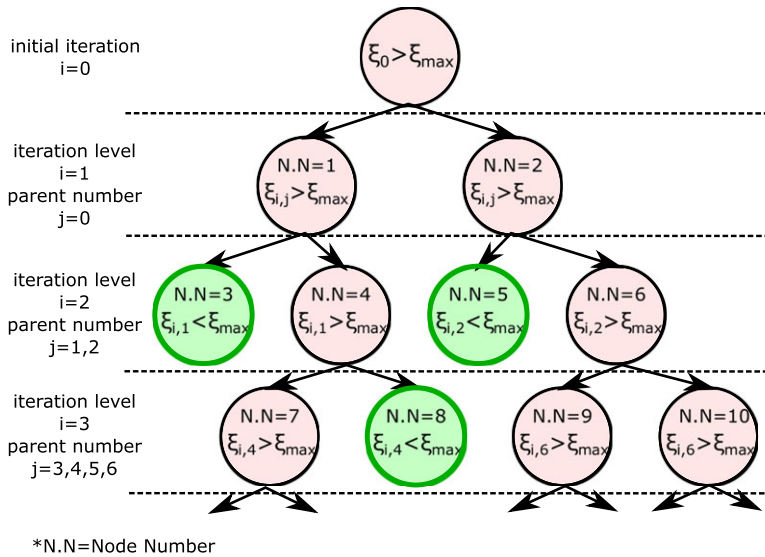 initial iteration
i=0
ξ0>ξmax
iteration level
i=1
parent number
j=0
N.N=1
ξi,j>ξmax
N.N=2
ξi,j>ξmax
iteration level
i=2
parent number
j=1,2
N.N=3
ξi,1<ξmax
N.N=4
ξi,1>ξmax
N.N=5
ξi,2<ξmax
N.N=6
ξi,2>ξmax
iteration level
i=3
parent number
j=3,4,5,6
N.N=7
ξi,4>ξmax
N.N=8
ξi,4<ξmax
N.N=9
ξi,6>ξmax
N.N=10
ξi,6>ξmax
*N.N=Node Number